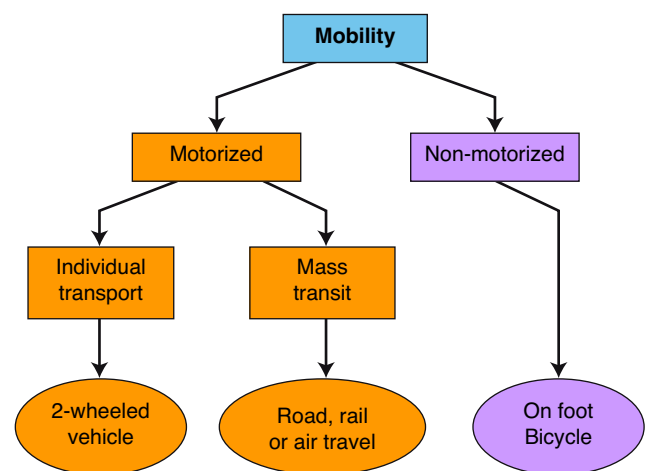 Mobility
Motorized
Non-motorized
Individual
transport
Mass
transit
2-wheeled
vehicle
Road, rail
or air travel
On foot
Bicycle